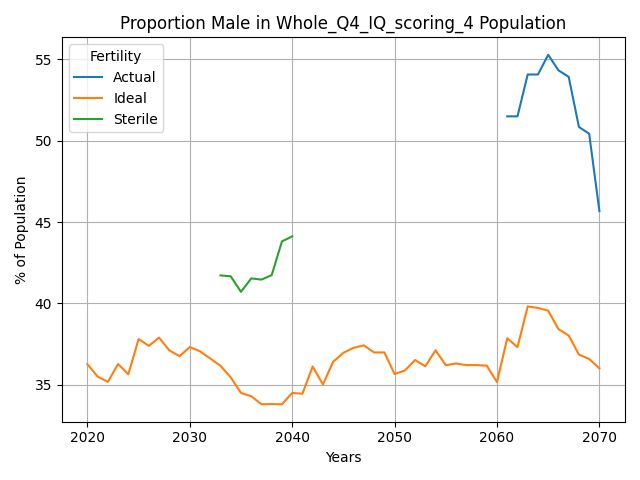 Proportion Male in Whole_Q4_IQ_scoring_4 Population
Fertility
Actual
Ideal
Sterile
% of Population
55
50
45
40
35
2020 2030 2040 2050 2060 2070
Years